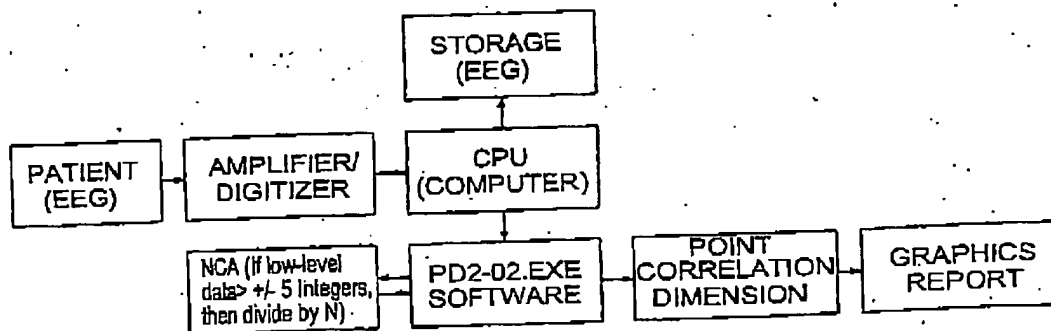 STORAGE
(EEG)
PATIENT
(EEG)
AMPLIFIER/
DIGITIZER
CPU
(COMPUTER)
NCA (If low-level
data> +/- 5 integers,
then divide by N)
PD2-02.EXE
SOFTWARE
POINT
CORRELATION
DIMENSION
GRAPHICS
REPORT